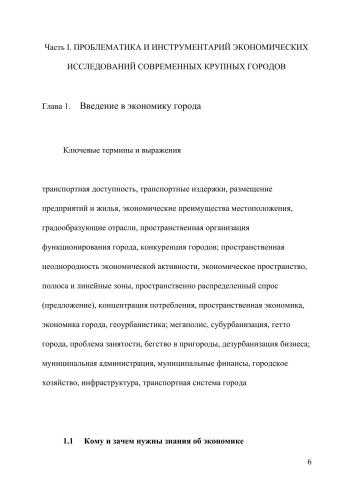 Часть I. ПРОБЛЕМАТИКА И ИНСТРУМЕНТАРИЙ ЭКОНОМИЧЕСКИХ
ИССЛЕДОВАНИЙ СОВРЕМЕННЫХ КРУПНЫХ ГОРОДОВ
Глава 1. Введение в экономику города
Ключевые термины и выражения
транспортная доступность, транспортные издержки, размещение
предприятий и жилья, экономические преимущества местоположения,
градообразующие отрасли, пространственная организация
функционирования города, конкуренция городов; пространственная
неоднородность экономической активности, экономическое пространство,
полюса и линейные зоны, пространственно распределенный спрос
(предложение), концентрация потребления, пространственная экономика,
экономика города, геоурбанистика; мегаполис, субурбанизация, гетто
города, проблема занятости, бегство в пригороды, дезурбанизация бизнеса;
муниципальная администрация, муниципальные финансы, городское
хозяйство, инфраструктура, транспортная система города
1.1 Кому и зачем нужны знания об экономике
6